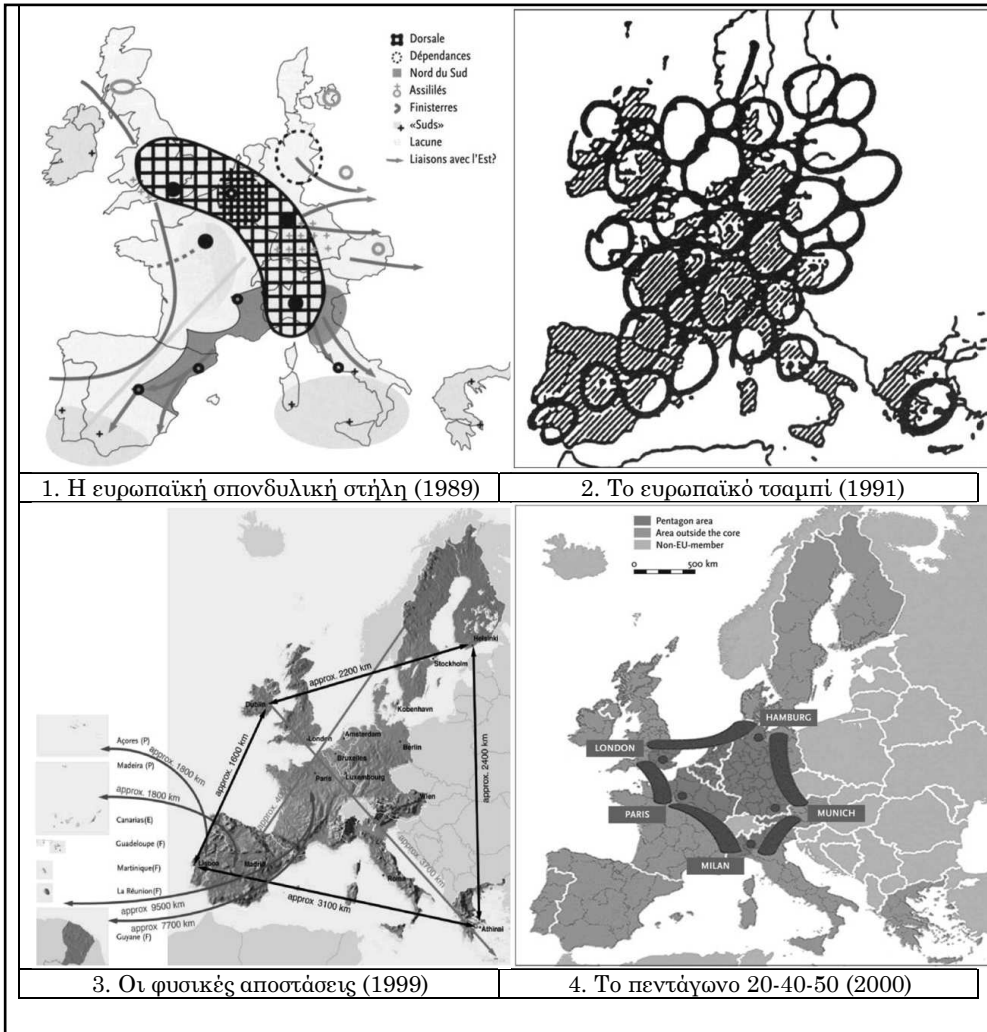 Dorsale
Dépendances
Nord du Sud
Assililés
Finisterres
«Suds»
Lacune
Liaisons avec l'Est?
1. Η ευρωπαϊκή σπονδυλική στήλη (1989)
2. Το ευρωπαϊκό τσαμπί (1991)
Helsinki
Stockholm
approx. 2200 km
Dublin
København
London
Amsterdam
Berlin
Bruxelles
Paris
Luxembourg
Wien
approx. 1600 km
approx. 2400 km
Açores (P)
approx. 1800 km
Madeira (P)
approx. 1800 km
Canarias(E)
Guadeloupe (F)
Martinique(F)
La Réunion(F)
approx. 9500 km
approx. 7700 km
Guyane (F)
Lisboa
Madrid
Roma
3700 km
approx. 3100 km
Athinai
3. Οι φυσικές αποστάσεις (1999)
Pentagon area
Area outside the core
Non-EU-member
0 500 km
HAMBURG
LONDON
PARIS
MUNICH
MILAN
4. Το πεντάγωνο 20-40-50 (2000)